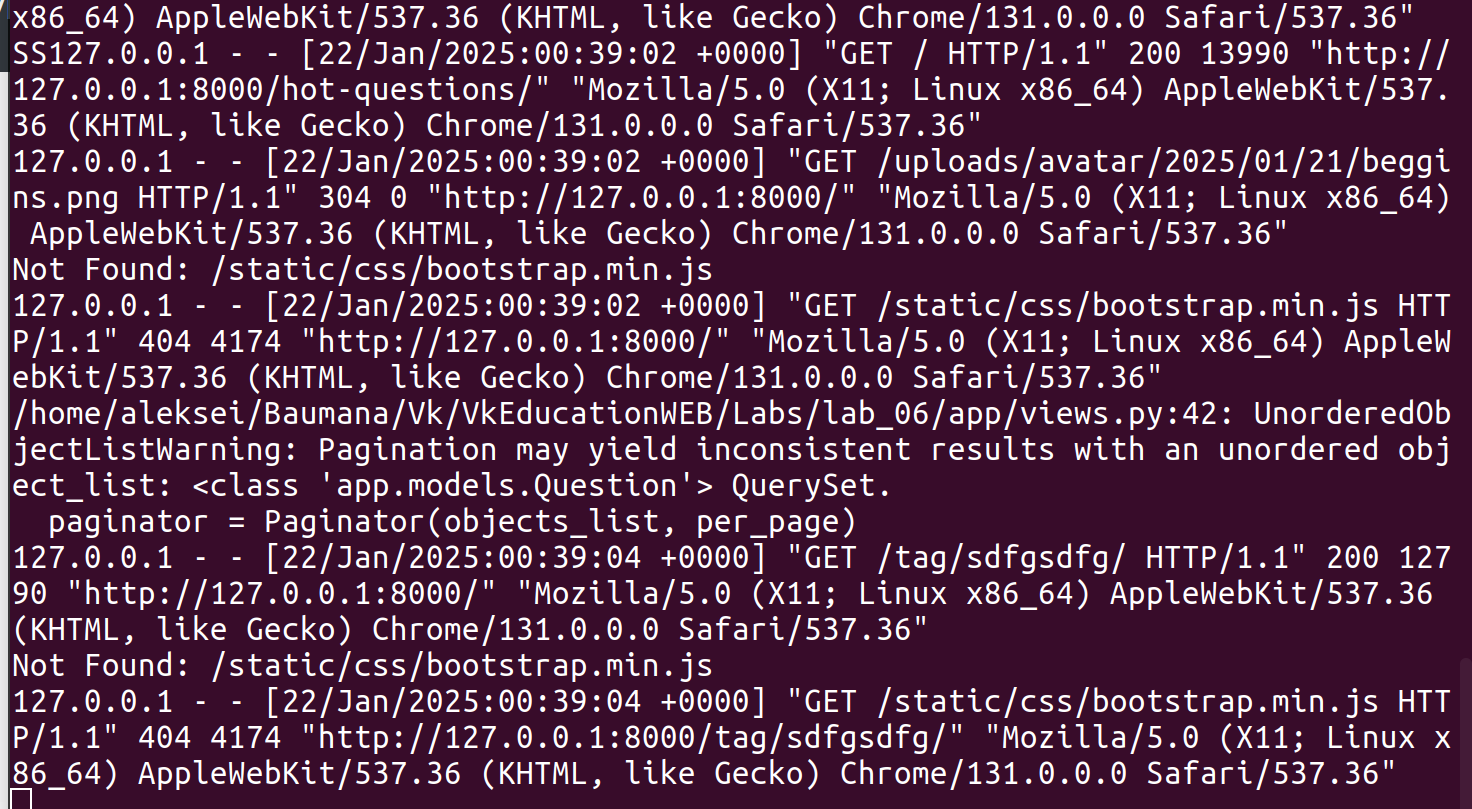 x86_64) AppleWebKit/537.36 (KHTML, like Gecko) Chrome/131.0.0.0 Safari/537.36"
SS127.0.0.1 - - [22/Jan/2025:00:39:02 +0000] "GET / HTTP/1.1" 200 13990 "http://
127.0.0.1:8000/hot-questions/" "Mozilla/5.0 (X11; Linux x86_64) AppleWebKit/537.
36 (KHTML, like Gecko) Chrome/131.0.0.0 Safari/537.36"
127.0.0.1 - - [22/Jan/2025:00:39:02 +0000] "GET /uploads/avatar/2025/01/21/beggi
ns.png HTTP/1.1" 304 0 "http://127.0.0.1:8000/" "Mozilla/5.0 (X11; Linux x86_64)
 AppleWebKit/537.36 (KHTML, like Gecko) Chrome/131.0.0.0 Safari/537.36"
Not Found: /static/css/bootstrap.min.js
127.0.0.1 - - [22/Jan/2025:00:39:02 +0000] "GET /static/css/bootstrap.min.js HTT
P/1.1" 404 4174 "http://127.0.0.1:8000/" "Mozilla/5.0 (X11; Linux x86_64) AppleW
ebKit/537.36 (KHTML, like Gecko) Chrome/131.0.0.0 Safari/537.36"
/home/aleksei/Baumana/Vk/VkEducationWEB/Labs/lab_06/app/views.py:42: UnorderedOb
jectListWarning: Pagination may yield inconsistent results with an unordered obj
ect_list: <class 'app.models.Question'> QuerySet.
  paginator = Paginator(objects_list, per_page)
127.0.0.1 - - [22/Jan/2025:00:39:04 +0000] "GET /tag/sdfgsdfg/ HTTP/1.1" 200 127
90 "http://127.0.0.1:8000/" "Mozilla/5.0 (X11; Linux x86_64) AppleWebKit/537.36
(KHTML, like Gecko) Chrome/131.0.0.0 Safari/537.36"
Not Found: /static/css/bootstrap.min.js
127.0.0.1 - - [22/Jan/2025:00:39:04 +0000] "GET /static/css/bootstrap.min.js HTT
P/1.1" 404 4174 "http://127.0.0.1:8000/tag/sdfgsdfg/" "Mozilla/5.0 (X11; Linux x
86_64) AppleWebKit/537.36 (KHTML, like Gecko) Chrome/131.0.0.0 Safari/537.36"